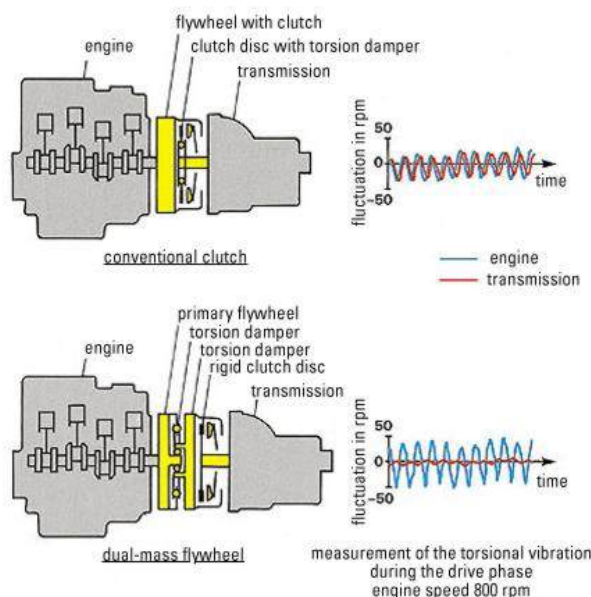 flywheel with clutch
engine
clutch disc with torsion damper
transmission
fluctuation in rpm
50
0
-50
time
engine
transmission
conventional clutch
primary flywheel
torsion damper
engine
torsion damper
rigid clutch disc
transmission
fluctuation in rpm
50
0
-50
time
dual-mass flywheel
measurement of the torsional vibration
during the drive phase
engine speed 800 rpm